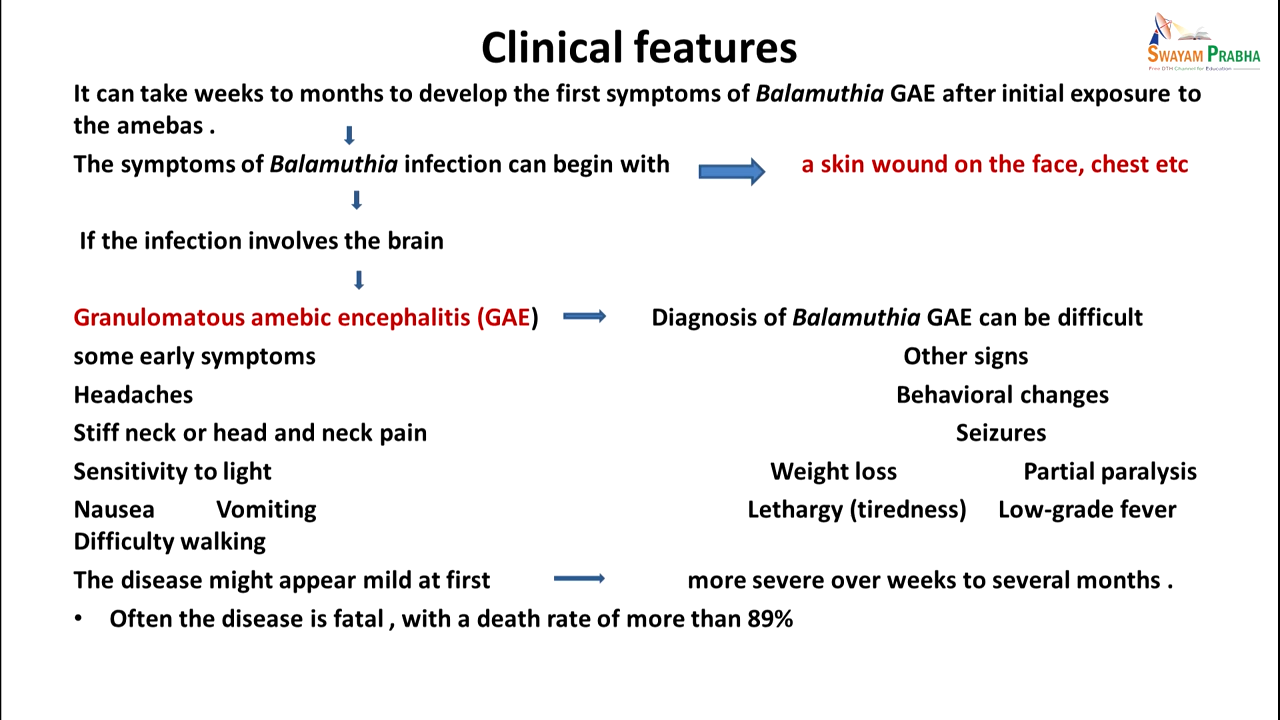 Clinical features
SWAYAM PRABHA
Free DTH Channel for Education
It can take weeks to months to develop the first symptoms of Balamuthia GAE after initial exposure to
the amebas .
The symptoms of Balamuthia infection can begin with a skin wound on the face, chest etc
If the infection involves the brain
Granulomatous amebic encephalitis (GAE) Diagnosis of Balamuthia GAE can be difficult
some early symptoms Other signs
Headaches Behavioral changes
Stiff neck or head and neck pain Seizures
Sensitivity to light Weight loss Partial paralysis
Nausea Vomiting Lethargy (tiredness) Low-grade fever
Difficulty walking
The disease might appear mild at first more severe over weeks to several months .
• Often the disease is fatal , with a death rate of more than 89%